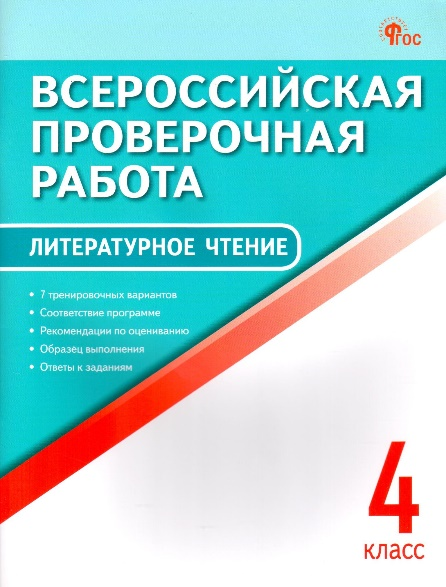 ФГОС
ВСЕРОССИЙСКАЯ
ПРОВЕРОЧНАЯ
РАБОТА
ЛИТЕРАТУРНОЕ ЧТЕНИЕ
• 7 тренировочных вариантов
• Соответствие программе
• Рекомендации по оцениванию
• Образец выполнения
• Ответы к заданиям
4
КЛАСС